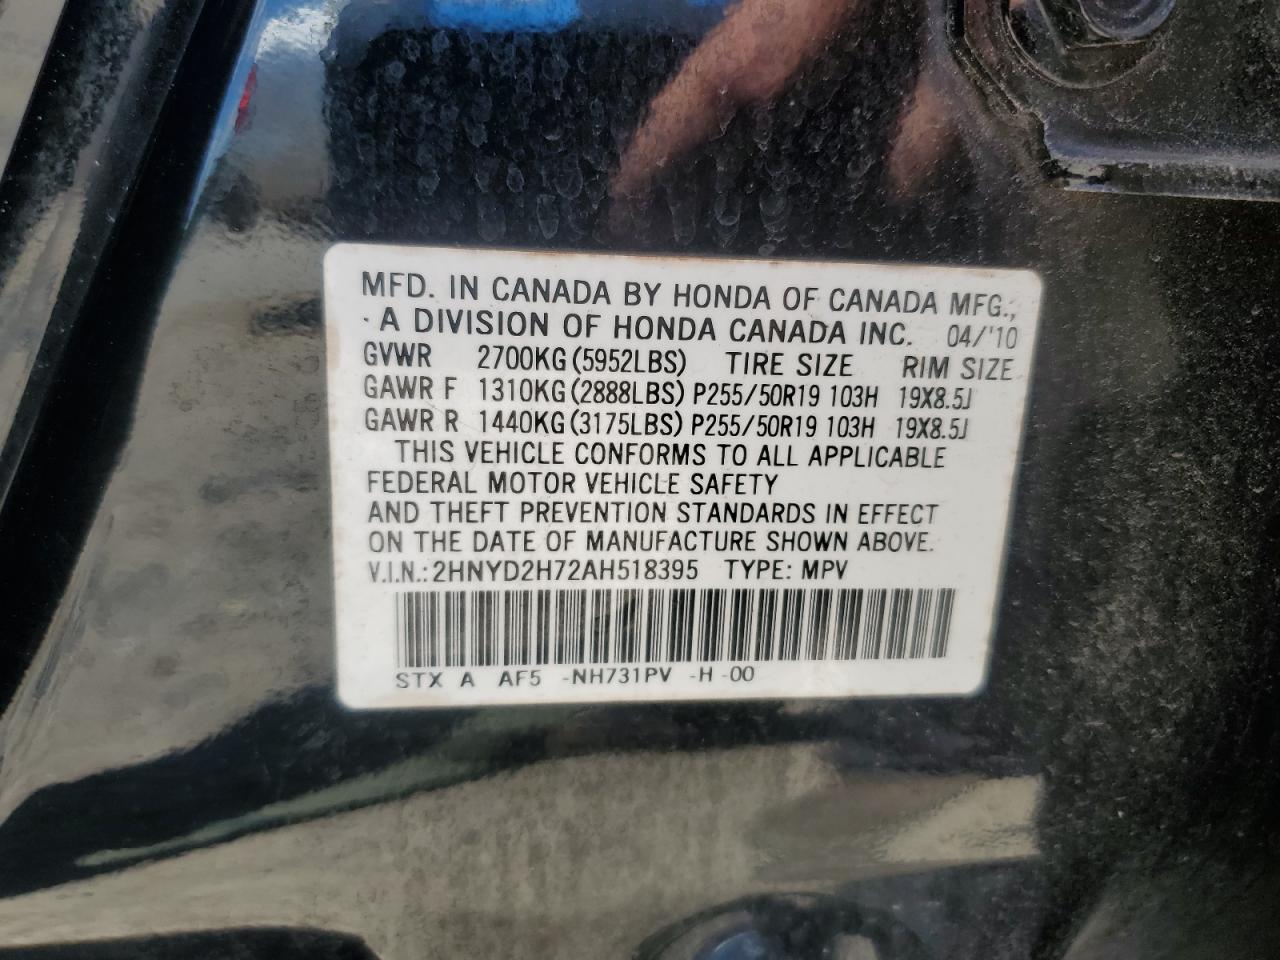 MFD. IN CANADA BY HONDA OF CANADA MFG.,
A DIVISION OF HONDA CANADA INC. 04/'10
GVWR 2700KG(5952LBS) TIRE SIZE RIM SIZE
GAWR F 1310KG(2888LBS) P255/50R19 103H 19X8.5J
GAWR R 1440KG(3175LBS) P255/50R19 103H 19X8.5J
THIS VEHICLE CONFORMS TO ALL APPLICABLE
FEDERAL MOTOR VEHICLE SAFETY
AND THEFT PREVENTION STANDARDS IN EFFECT
ON THE DATE OF MANUFACTURE SHOWN ABOVE.
V.I.N.:2HNYD2H72AH518395 TYPE: MPV
STX A AF5 -NH731PV -H -00